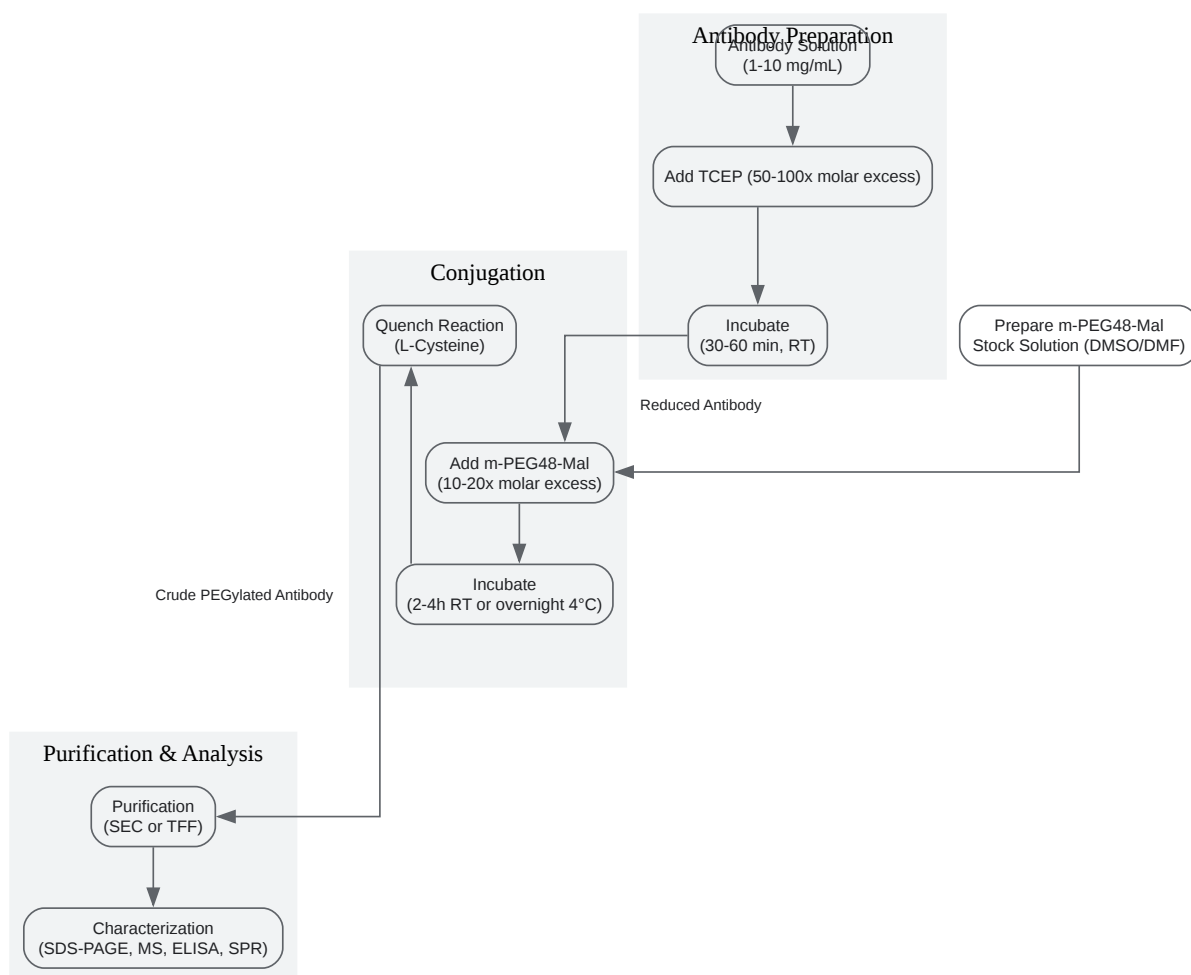 Antibody Preparation
Antibody Solution
(1-10 mg/mL)
Add TCEP (50-100x molar excess)
Incubate
(30-60 min, RT)
Prepare m-PEG48-Mal
Stock Solution (DMSO/DMF)
Reduced Antibody
Conjugation
Quench Reaction
(L-Cysteine)
Add m-PEG48-Mal
(10-20x molar excess)
Incubate
(2-4h RT or overnight 4°C)
Crude PEGylated Antibody
Purification & Analysis
Purification
(SEC or TFF)
Characterization
(SDS-PAGE, MS, ELISA, SPR)